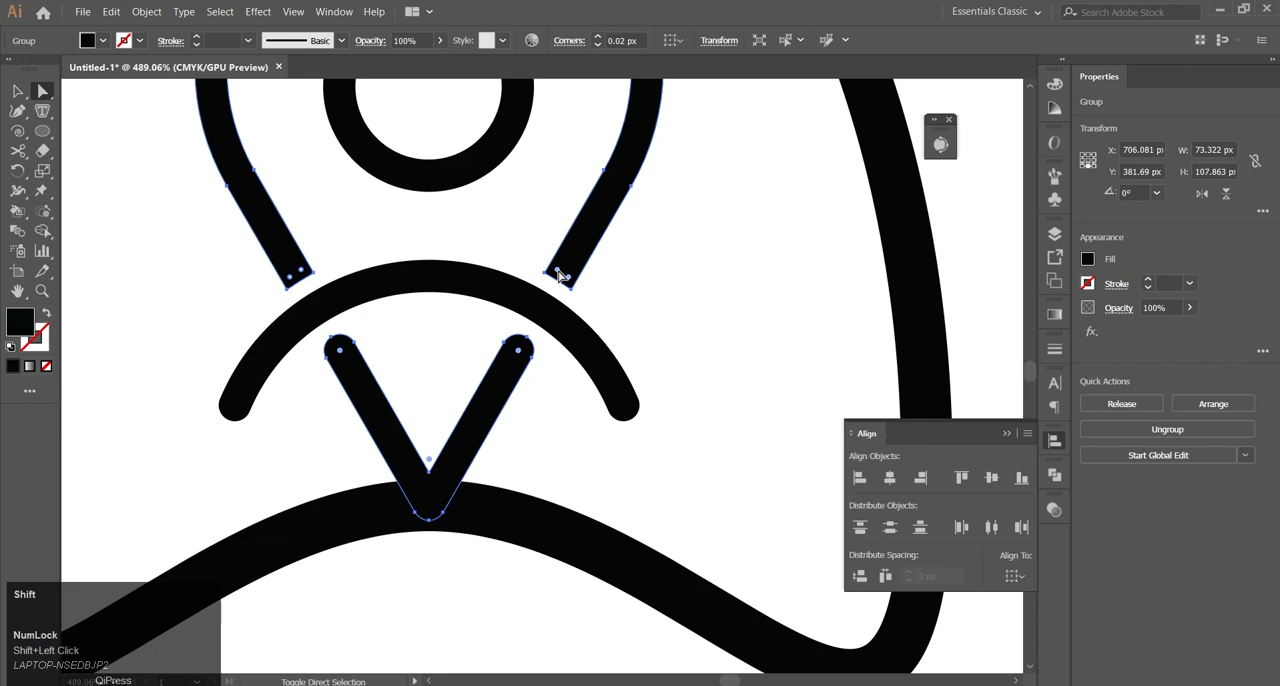 Ai File Edit Object Type Select Effect View Window Help Essentials Classic Search Adobe Stock
Group Stroke: Basic Opacity: 100% Style: Corners: 0.02 px Transform
Untitled-1* @ 489.06% (CMYK/GPU Preview)
Properties
Group
Transform
X: 706.081 p W: 73.322 px
Y: 381.69 px H: 107.863 p
0°
Appearance
Fill
Stroke
Opacity 100%
fx.
Quick Actions
Release Arrange
Ungroup
Start Global Edit
Align
Align Objects:
Distribute Objects:
Distribute Spacing: Align To:
0 px
Shift
NumLock
Shift+Left Click
LAPTOP-NSEDBJP2
QiPress
489.06% 1 Toggle Direct Selection